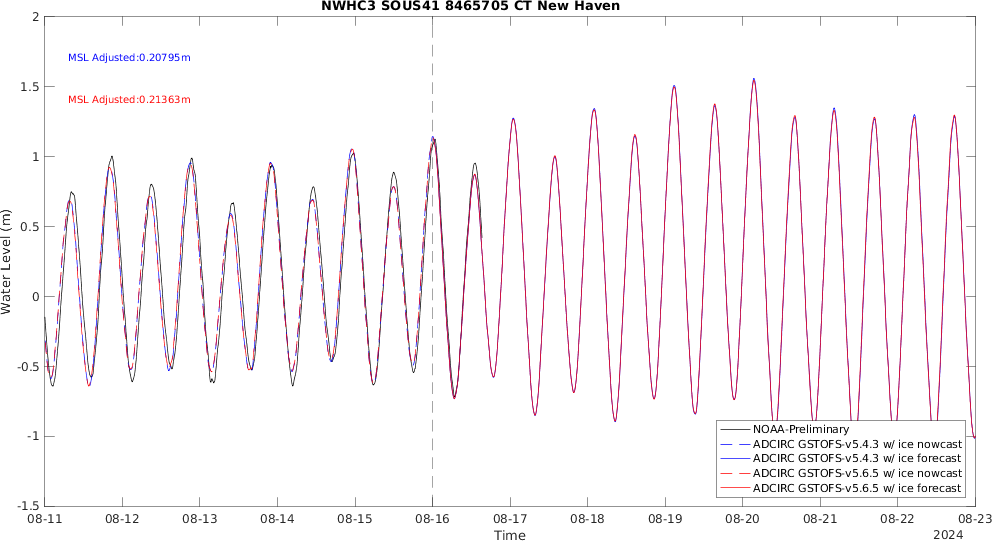 NWHC3 SOUS41 8465705 CT New Haven
2
1.5
1
0.5
0
-0.5
-1
-1.5
Water Level (m)
MSL Adjusted:0.20795m
MSL Adjusted:0.21363m
NOAA-Preliminary
ADCIRC GSTOFS-v5.4.3 w/ ice nowcast
ADCIRC GSTOFS-v5.4.3 w/ ice forecast
ADCIRC GSTOFS-v5.6.5 w/ ice nowcast
ADCIRC GSTOFS-v5.6.5 w/ ice forecast
08-11 08-12 08-13 08-14 08-15 08-16 08-17 08-18 08-19 08-20 08-21 08-22 08-23
Time
2024